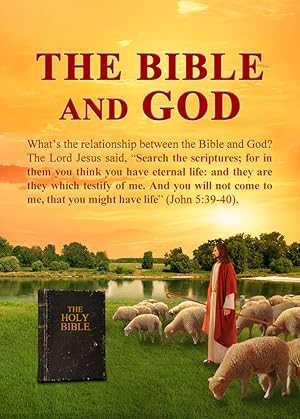 THE BIBLE
AND GOD
What's the relationship between the Bible and God?
The Lord Jesus said, “Search the scriptures; for in
them you think you have eternal life: and they are
they which testify of me. And you will not come to
me, that you might have life” (John 5:39-40).
THE
HOLY
BIBLE